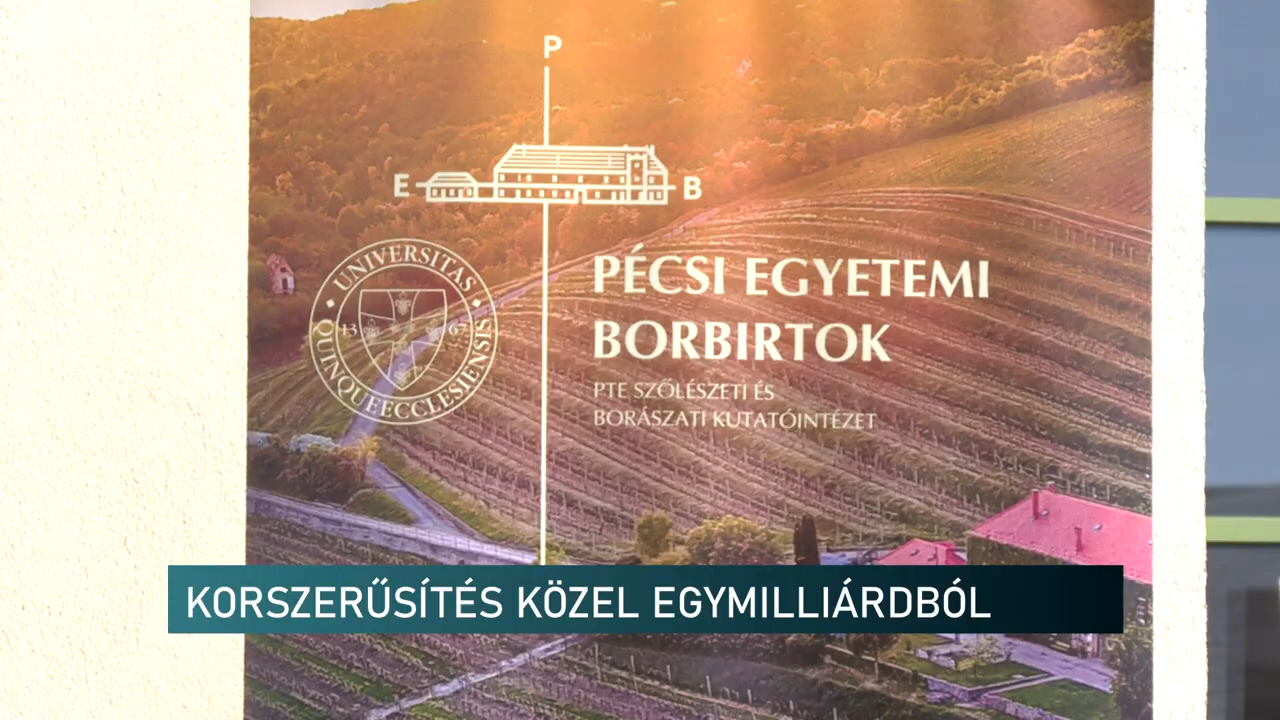 P
E B
UNIVERSITAS
13 67
QUINQUEECCLESIENSIS
PÉCSI EGYETEMI
BORBIRTOK
PTE SZŐLÉSZETI ÉS
BORÁSZATI KUTATÓINTÉZET
KORSZERŰSÍTÉS KÖZEL EGYMILLIÁRDBÓL